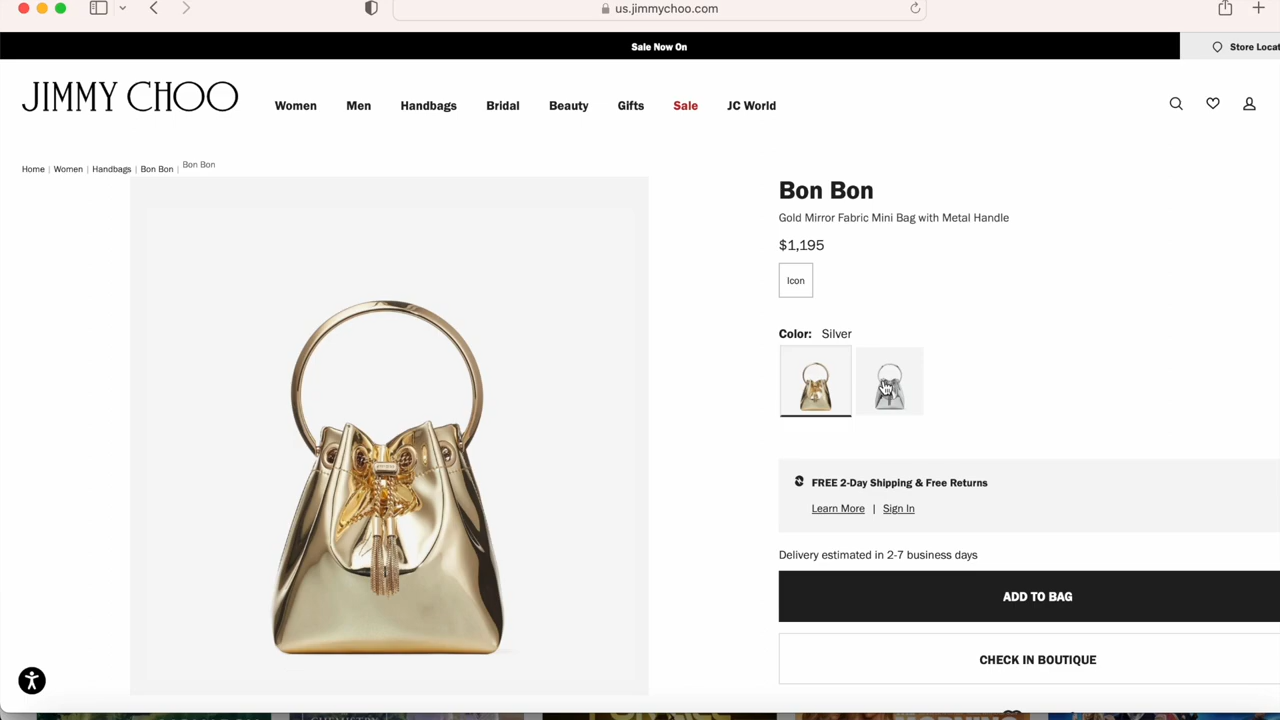 us.jimmychoo.com
Sale Now On
Store Locat
JIMMY CHOO
Women Men Handbags Bridal Beauty Gifts Sale JC World
Home | Women | Handbags | Bon Bon | Bon Bon
Bon Bon
Gold Mirror Fabric Mini Bag with Metal Handle
$1,195
Icon
Color: Silver
FREE 2-Day Shipping & Free Returns
Learn More | Sign In
Delivery estimated in 2-7 business days
ADD TO BAG
CHECK IN BOUTIQUE